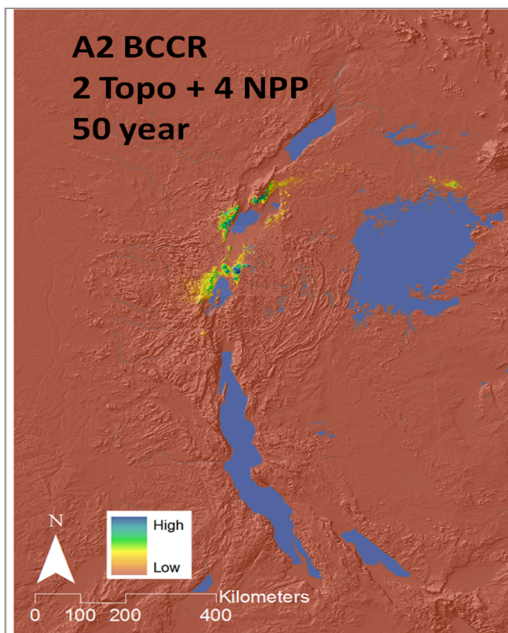 A2 BCCR
2 Topo + 4 NPP
50 year
N
High
Low
Kilometers
0 100 200 400